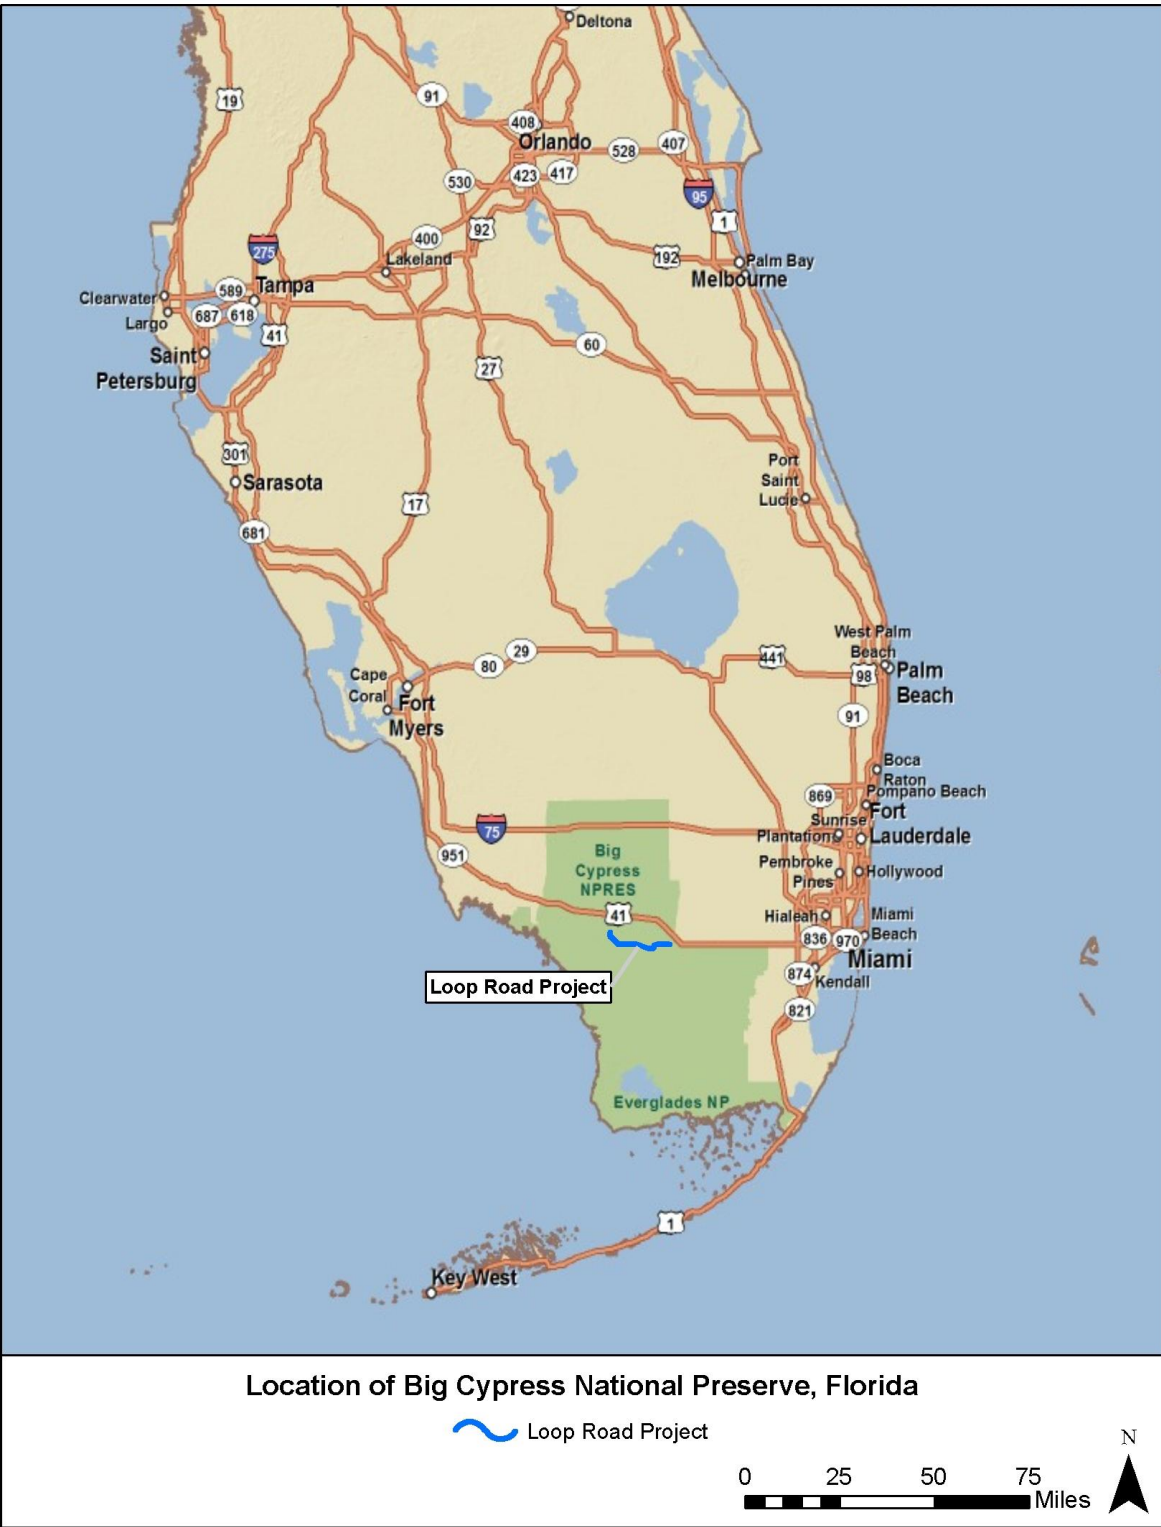 Deltona
19
91
408
Orlando
528
407
530
423
417
95
1
92
400
275
Lakeland
192
Palm Bay
Melbourne
Clearwater
589
Tampa
Largo
687
618
41
60
Saint
Petersburg
27
301
Sarasota
Port
Saint
Lucie
17
681
West Palm
Beach
29
80
441
98
Palm
Beach
Cape
Coral
Fort
Myers
91
Boca
Raton
869
Pompano Beach
Fort
Lauderdale
Sunrise
Plantation
75
951
Big
Cypress
NPRES
Pembroke
Pines
Hollywood
41
Hialeah
Miami
Beach
836
970
Miami
874
Kendall
Loop Road Project
821
Everglades NP
1
Key West
Location of Big Cypress National Preserve, Florida
Loop Road Project
N
0 25 50 75
Miles